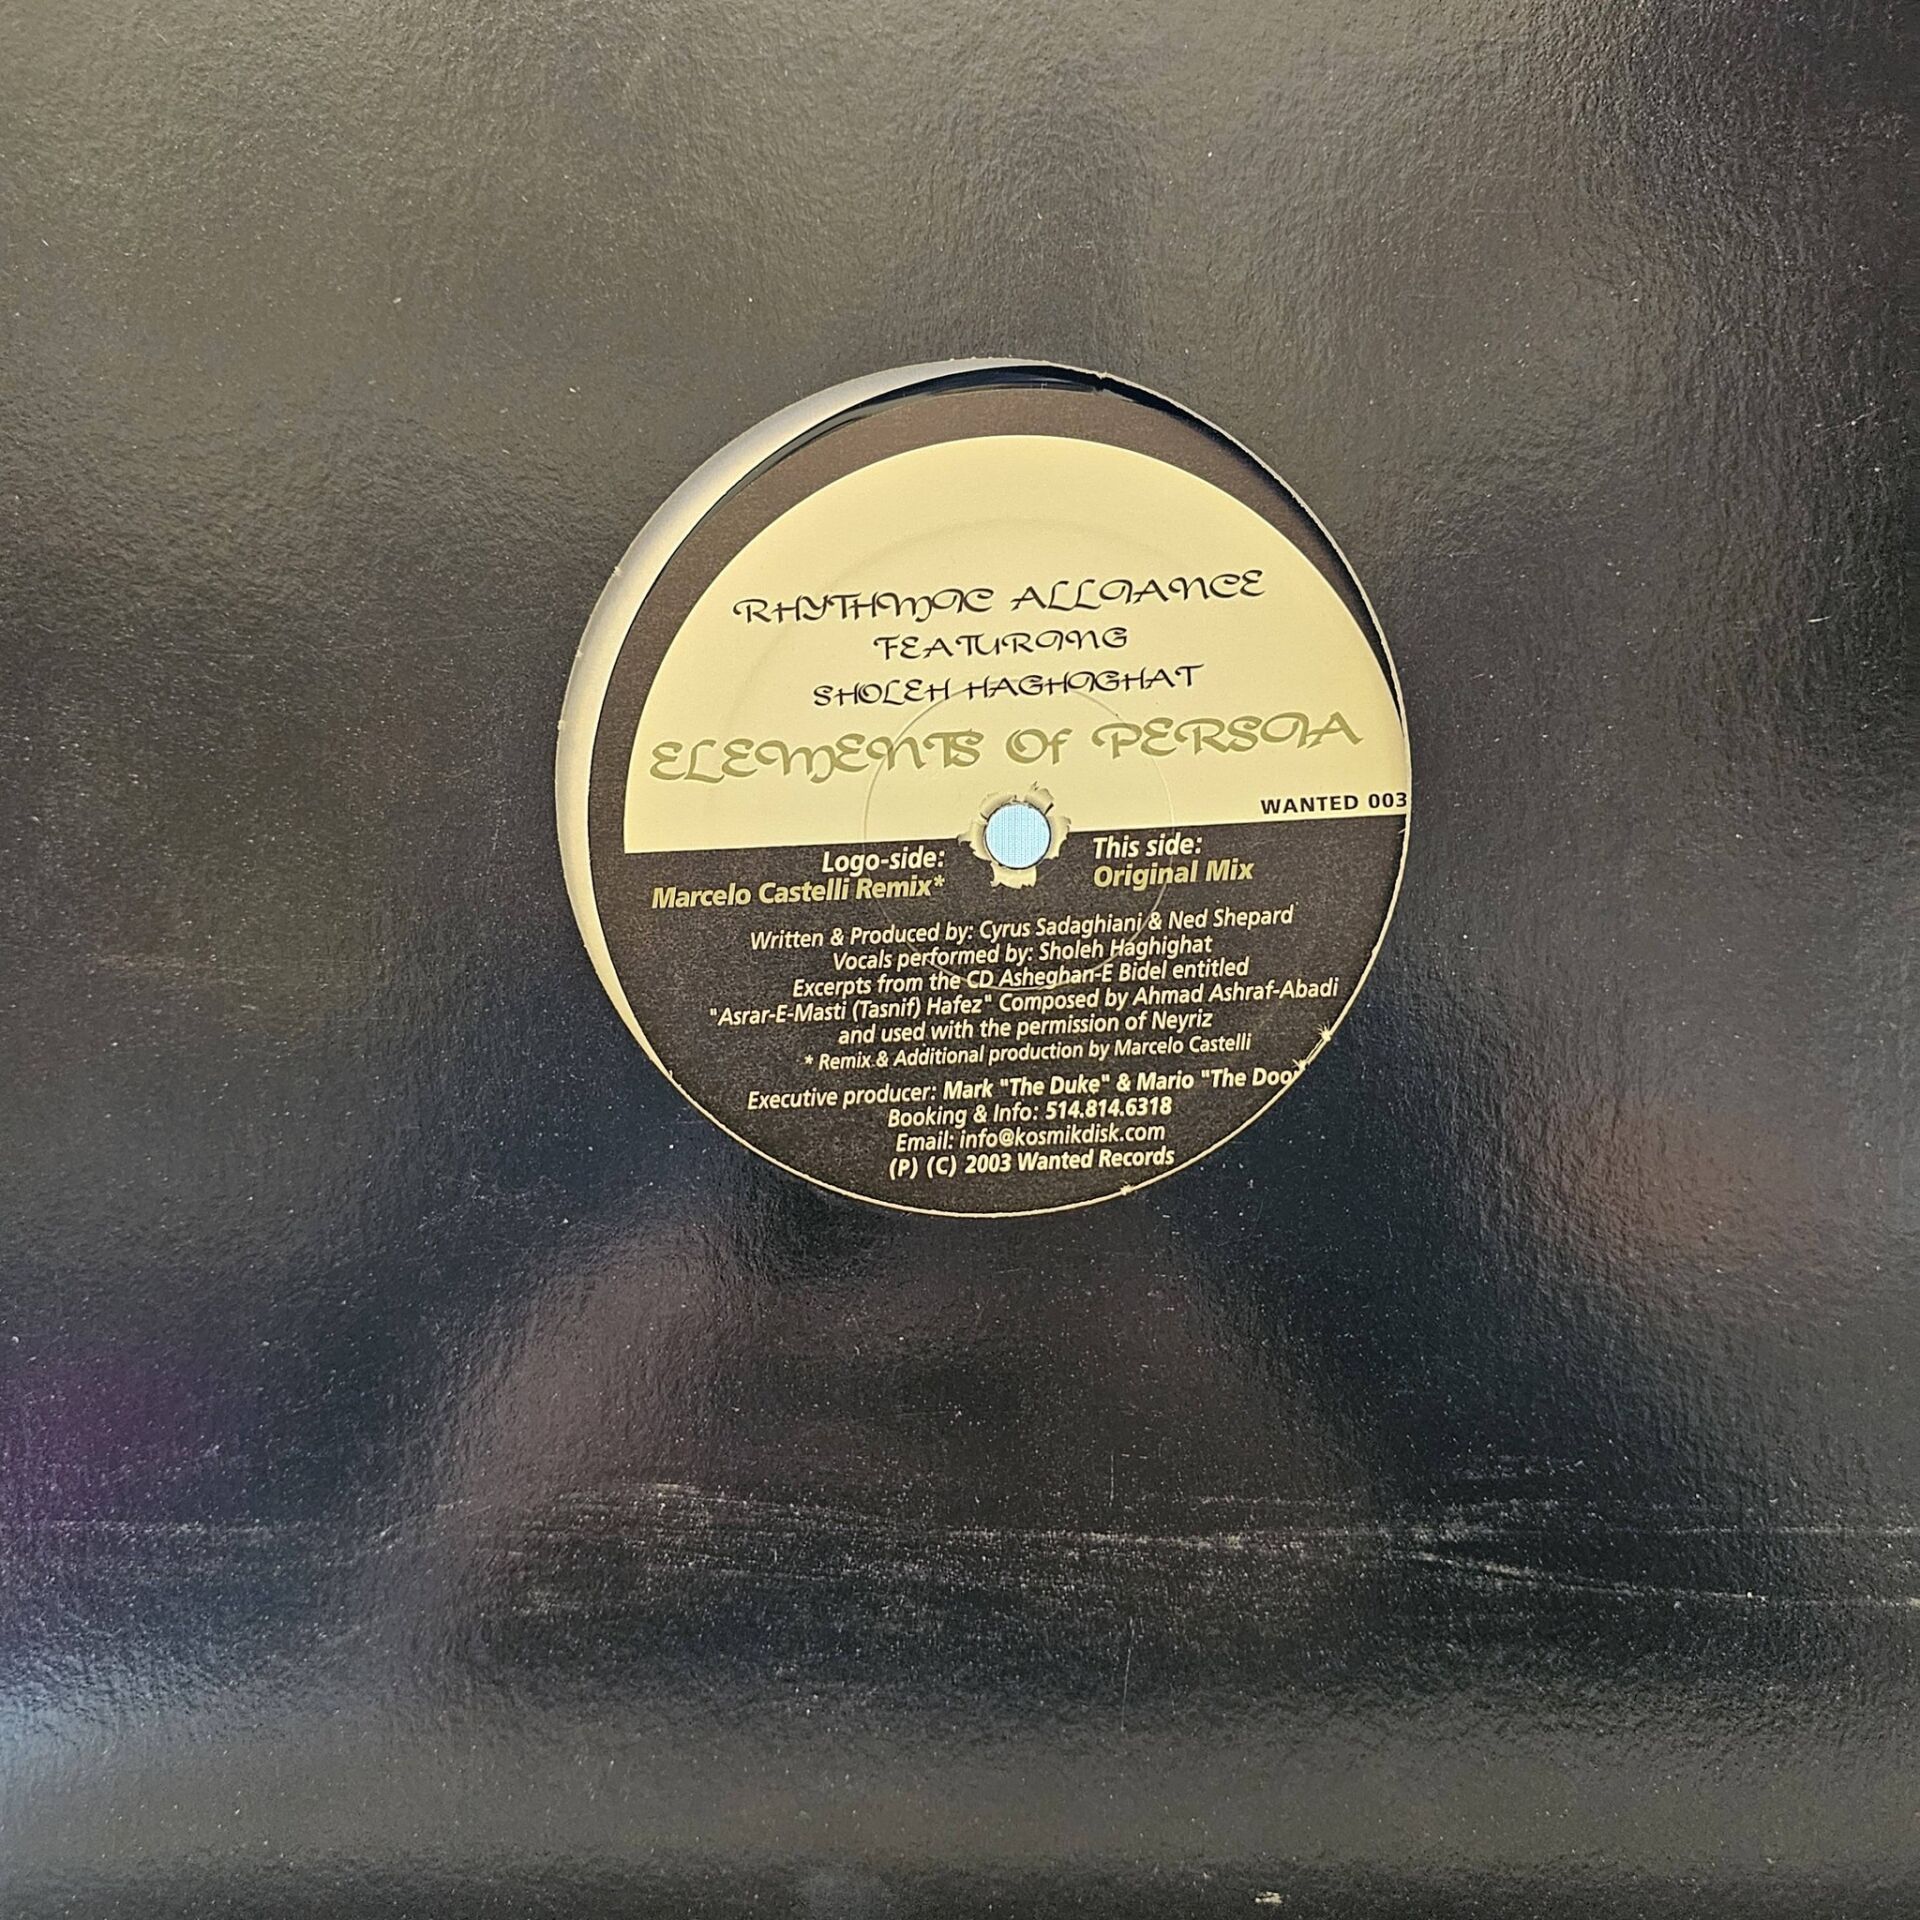 RHYTHMIC ALLIANCE
FEATURING
SHOLEH HAGHIGHAT
ELEMENTS Of PERSIA
WANTED 003
Logo-side:
Marcelo Castelli Remix*
This side:
Original Mix
Written & Produced by: Cyrus Sadaghiani & Ned Shepard
Vocals performed by: Sholeh Haghighat
Excerpts from the CD Asheghan-E Bidel entitled
"Asrar-E-Masti (Tasnif) Hafez" Composed by Ahmad Ashraf-Abadi
and used with the permission of Neyriz
* Remix & Additional production by Marcelo Castelli
Executive producer: Mark "The Duke" & Mario "The
Booking & Info: 514.814.6318
Email: info@kosmikdisk.com
(P) (C) 2003 Wanted Records